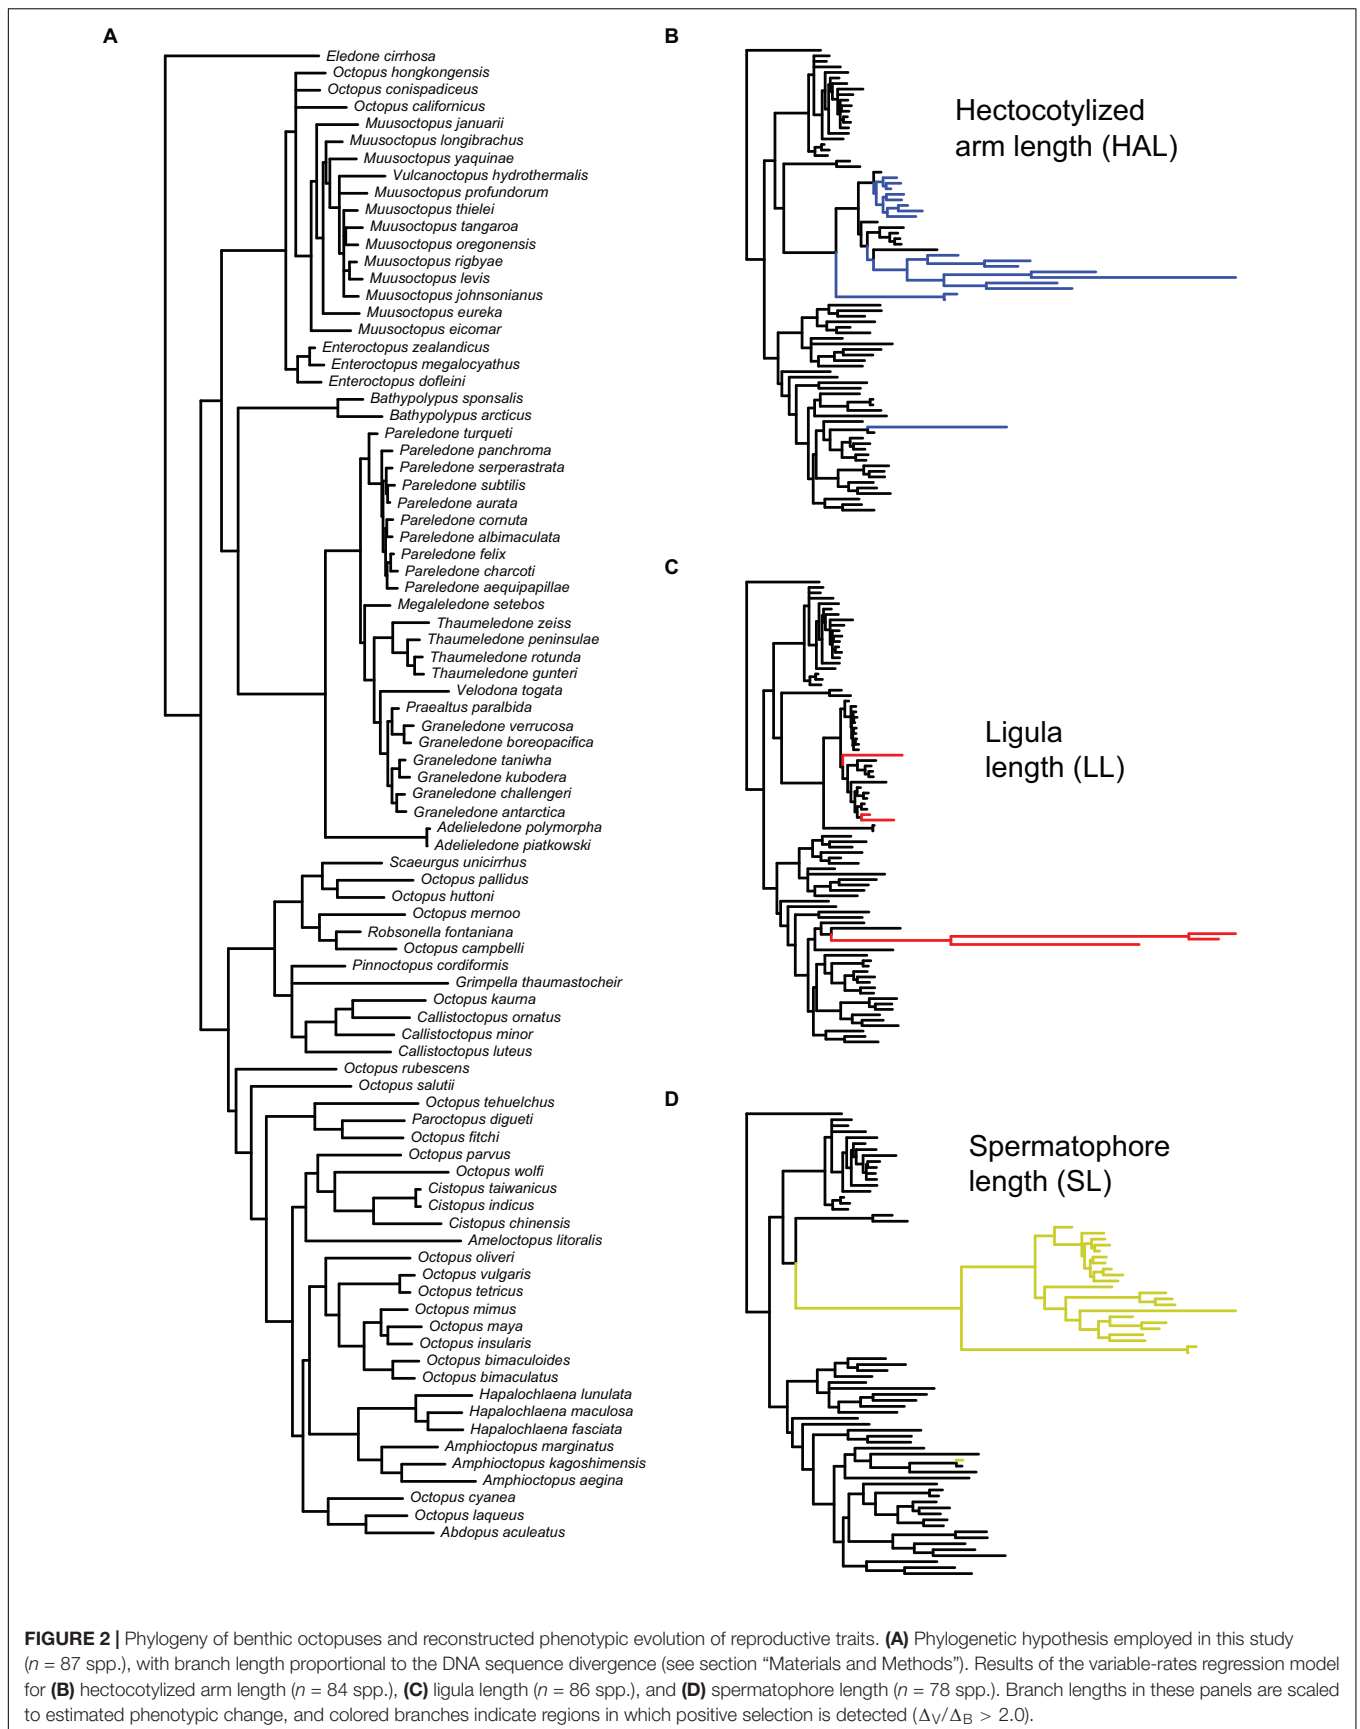 A
Eledone cirrhosa
Octopus hongkongensis
Octopus conispadiceus
Octopus californicus
Muusoctopus januarii
Muusoctopus longibrachus
Muusoctopus yaquinae
Vulcanoctopus hydrothermalis
Muusoctopus profundorum
Muusoctopus thielei
Muusoctopus tangaroa
Muusoctopus oregonensis
Muusoctopus rigbyae
Muusoctopus levis
Muusoctopus johnsonianus
Muusoctopus eureka
Muusoctopus eicomar
Enteroctopus zealandicus
Enteroctopus megalocyathus
Enteroctopus dofleini
Bathypolypus sponsalis
Bathypolypus arcticus
Pareledone turqueti
Pareledone panchroma
Pareledone serperastrata
Pareledone subtilis
Pareledone aurata
Pareledone cornuta
Pareledone albimaculata
Pareledone felix
Pareledone charcoti
Pareledone aequipapillae
Megaleledone setebos
Thaumeledone zeiss
Thaumeledone peninsulae
Thaumeledone rotunda
Thaumeledone gunteri
Velodona togata
Praealtus paralbida
Graneledone verrucosa
Graneledone boreopacifica
Graneledone taniwha
Graneledone kubodera
Graneledone challengeri
Graneledone antarctica
Adelieledone polymorpha
Adelieledone piatkowski
Scaeurgus unicirrhus
Octopus pallidus
Octopus huttoni
Octopus mernoo
Robsonella fontaniana
Octopus campbelli
Pinnoctopus cordiformis
Grimpella thaumastocheir
Octopus kaurna
Callistoctopus ornatus
Callistoctopus minor
Callistoctopus luteus
Octopus rubescens
Octopus salutii
Octopus tehuelchus
Paroctopus digueti
Octopus fitchi
Octopus parvus
Octopus wolfi
Cistopus taiwanicus
Cistopus indicus
Cistopus chinensis
Ameloctopus litoralis
Octopus oliveri
Octopus vulgaris
Octopus tetricus
Octopus mimus
Octopus maya
Octopus insularis
Octopus bimaculoides
Octopus bimaculatus
Hapalochlaena lunulata
Hapalochlaena maculosa
Hapalochlaena fasciata
Amphioctopus marginatus
Amphioctopus kagoshimensis
Amphioctopus aegina
Octopus cyanea
Octopus laqueus
Abdopus aculeatus
B
Hectocotylized
arm length (HAL)
C
Ligula
length (LL)
D
Spermatophore
length (SL)
FIGURE 2 | Phylogeny of benthic octopuses and reconstructed phenotypic evolution of reproductive traits. (A) Phylogenetic hypothesis employed in this study
(n = 87 spp.), with branch length proportional to the DNA sequence divergence (see section “Materials and Methods”). Results of the variable-rates regression model
for (B) hectocotylized arm length (n = 84 spp.), (C) ligula length (n = 86 spp.), and (D) spermatophore length (n = 78 spp.). Branch lengths in these panels are scaled
to estimated phenotypic change, and colored branches indicate regions in which positive selection is detected (ΔV/ΔB > 2.0).